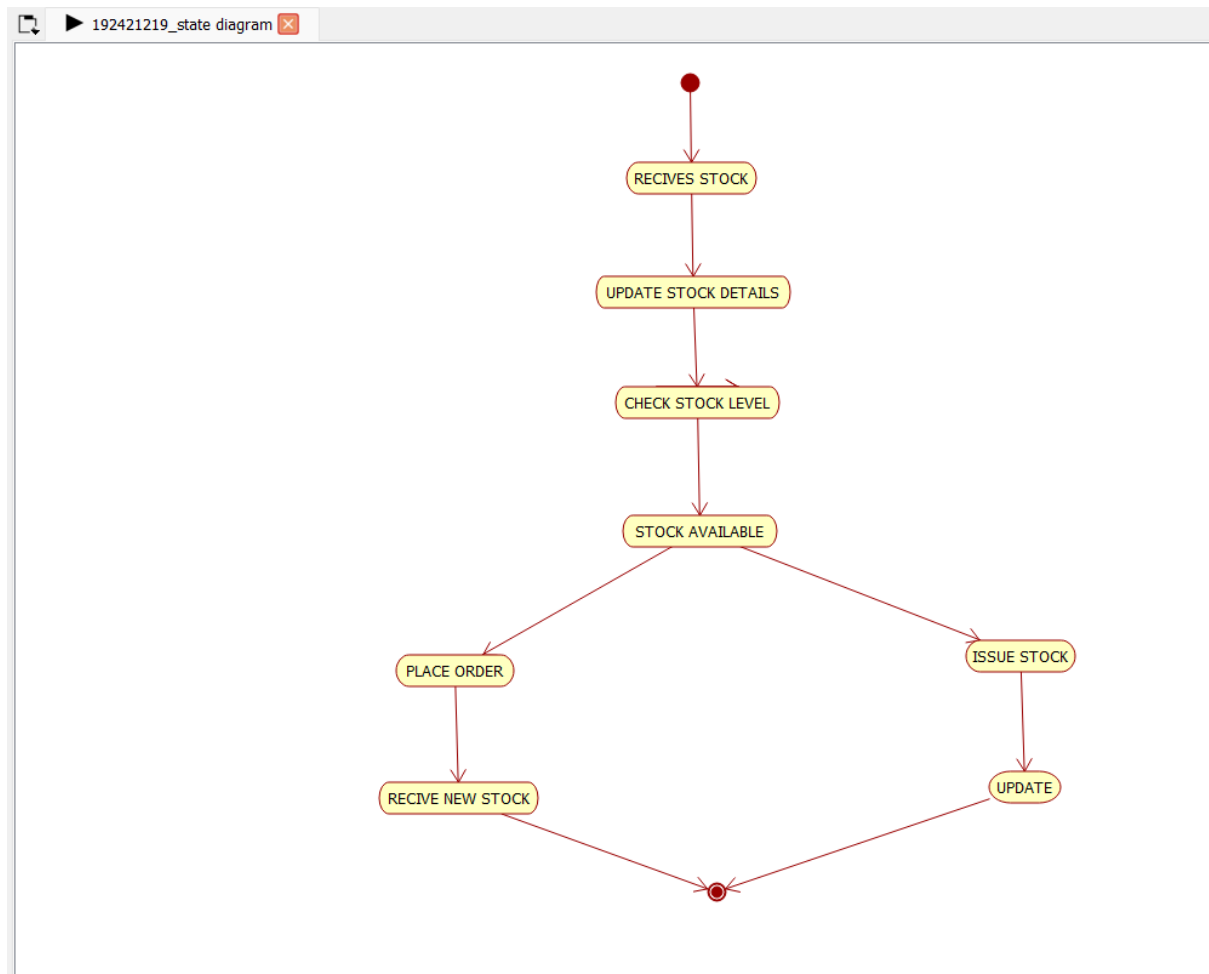 192421219_state diagram
RECIVES STOCK
UPDATE STOCK DETAILS
CHECK STOCK LEVEL
STOCK AVAILABLE
PLACE ORDER
ISSUE STOCK
RECIVE NEW STOCK
UPDATE